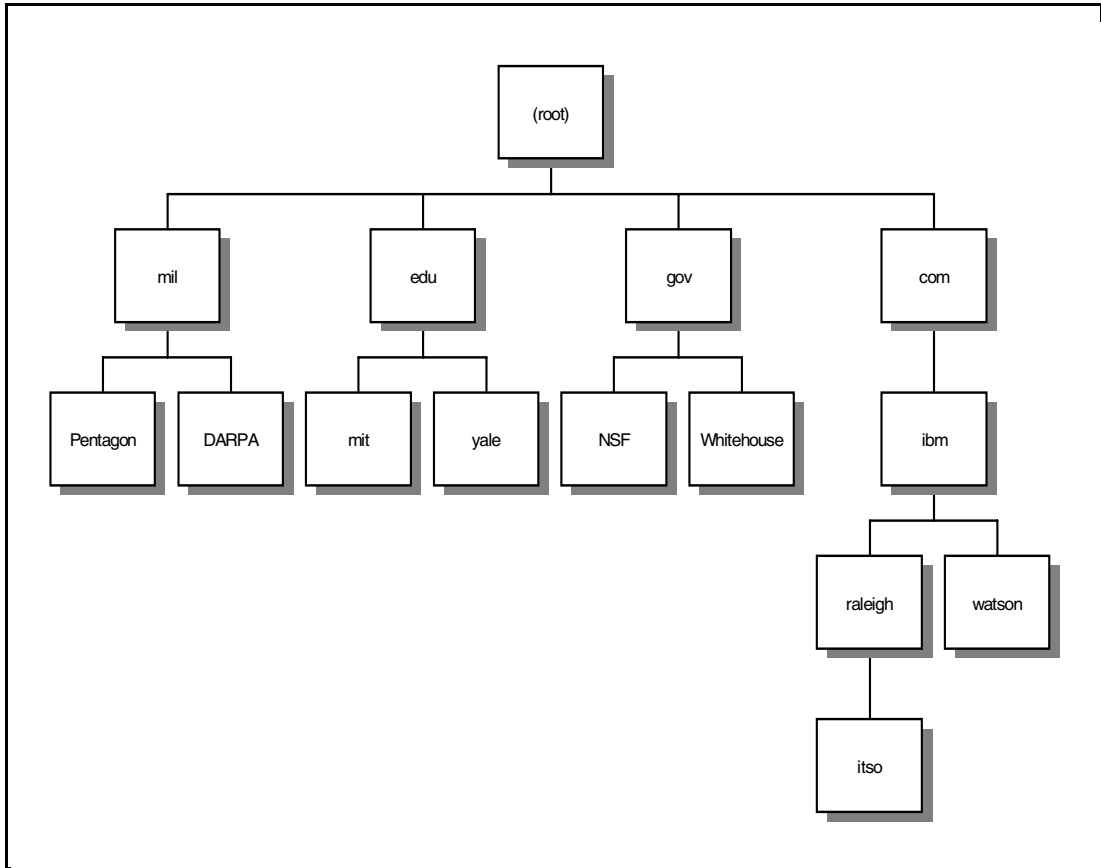 (root)
mil
edu
gov
com
Pentagon
DARPA
mit
yale
NSF
Whitehouse
ibm
raleigh
watson
itso